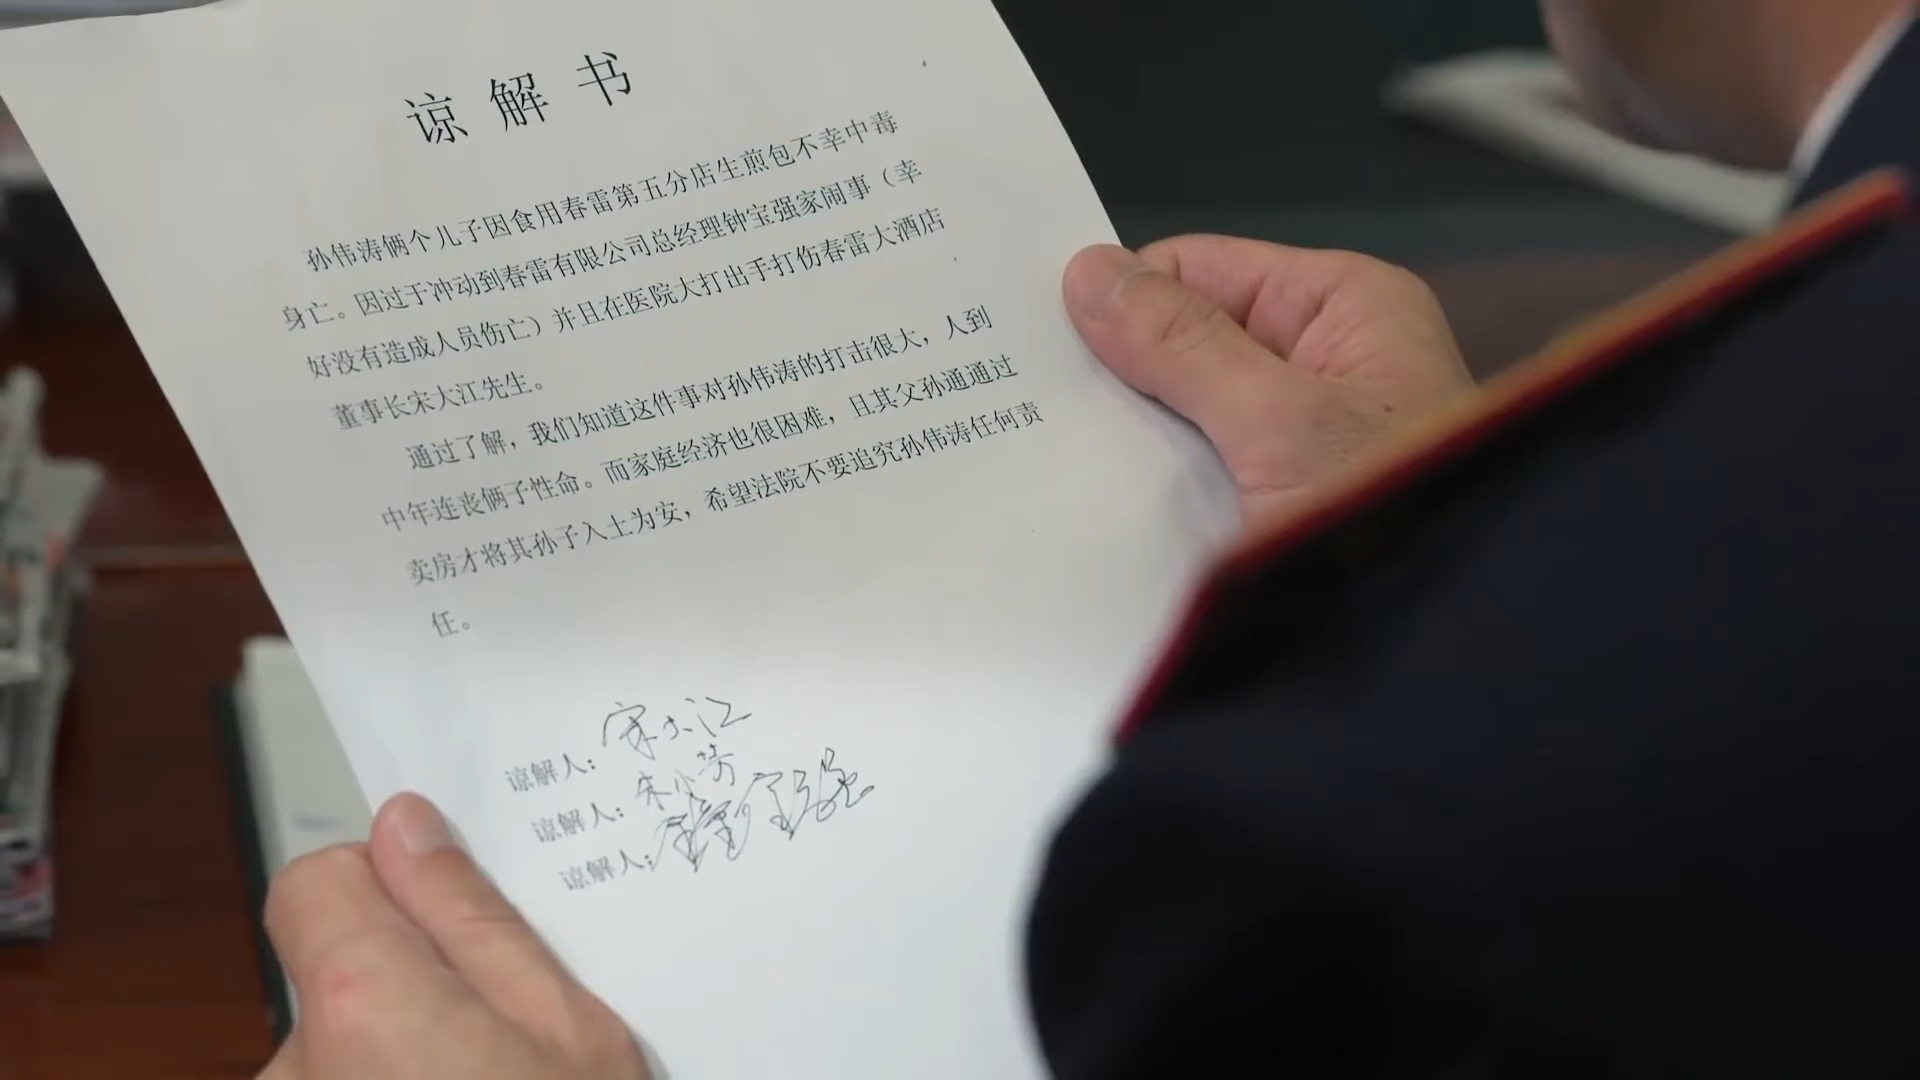 谅解书
孙伟涛俩个儿子因食用春雷第五分店生煎包不幸中毒
身亡。因过于冲动到春雷有限公司总经理钟宝强家闹事（幸
好没有造成人员伤亡）并且在医院大打出手打伤春雷大酒店
董事长宋大江先生。
通过了解，我们知道这件事对孙伟涛的打击很大，人到
中年连丧俩子性命。而家庭经济也很困难，且其父孙通通过
卖房才将其孙子入土为安，希望法院不要追究孙伟涛任何责
任。
谅解人：宋大江
谅解人：宋小芳
谅解人：钟宝强